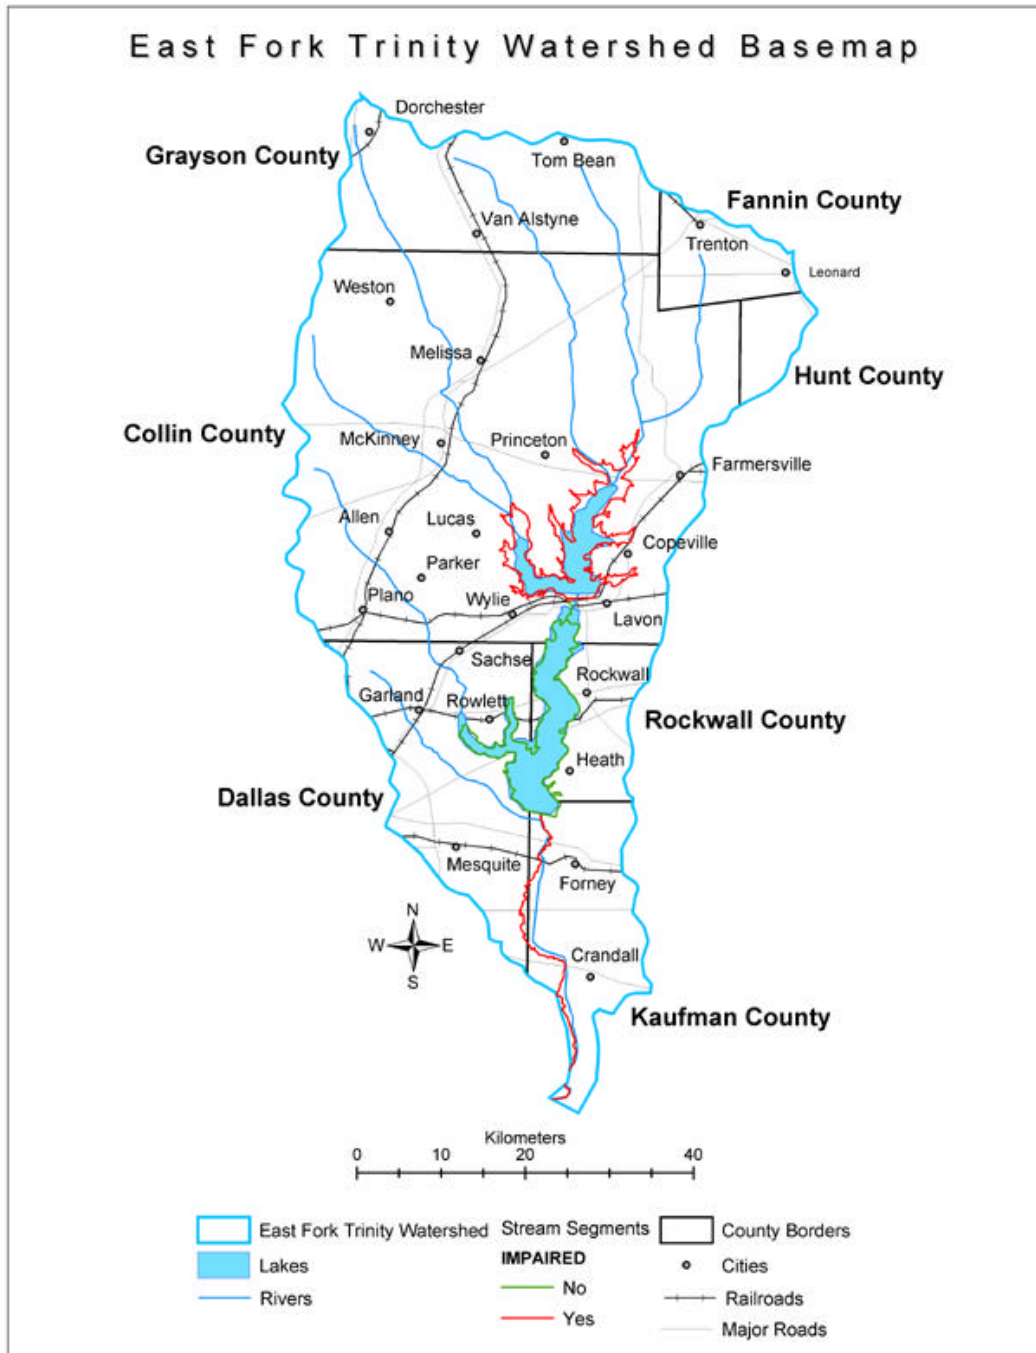 East Fork Trinity Watershed Basemap
Dorchester
Grayson County
Tom Bean
Fannin County
Van Alstyne
Trenton
Leonard
Weston
Melissa
Hunt County
Collin County
McKinney
Princeton
Farmersville
Allen
Lucas
Copeville
Parker
Plano
Wylie
Lavon
Sachse
Rockwall
Garland
Rowlett
Rockwall County
Heath
Dallas County
Mesquite
Forney
N
W
E
S
Crandall
Kaufman County
Kilometers
0 10 20 40
East Fork Trinity Watershed
Lakes
Rivers
Stream Segments
IMPAIRED
No
Yes
County Borders
Cities
Railroads
Major Roads